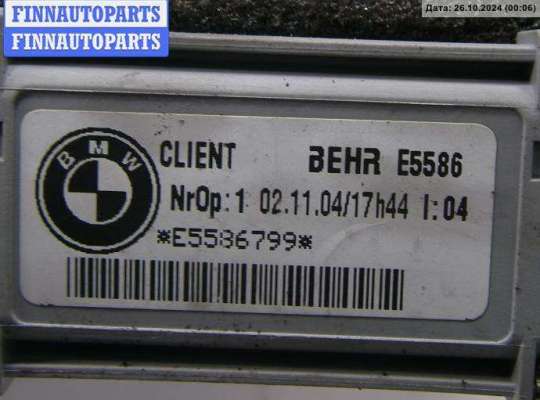 FINNAUTOPARTS
FINNAUTOPARTS
Дата: 26.10.2024 (00:06)
BMW
CLIENT BEHR E5586
NrOp:1 02.11.04/17h44 I:04
*E5586799*